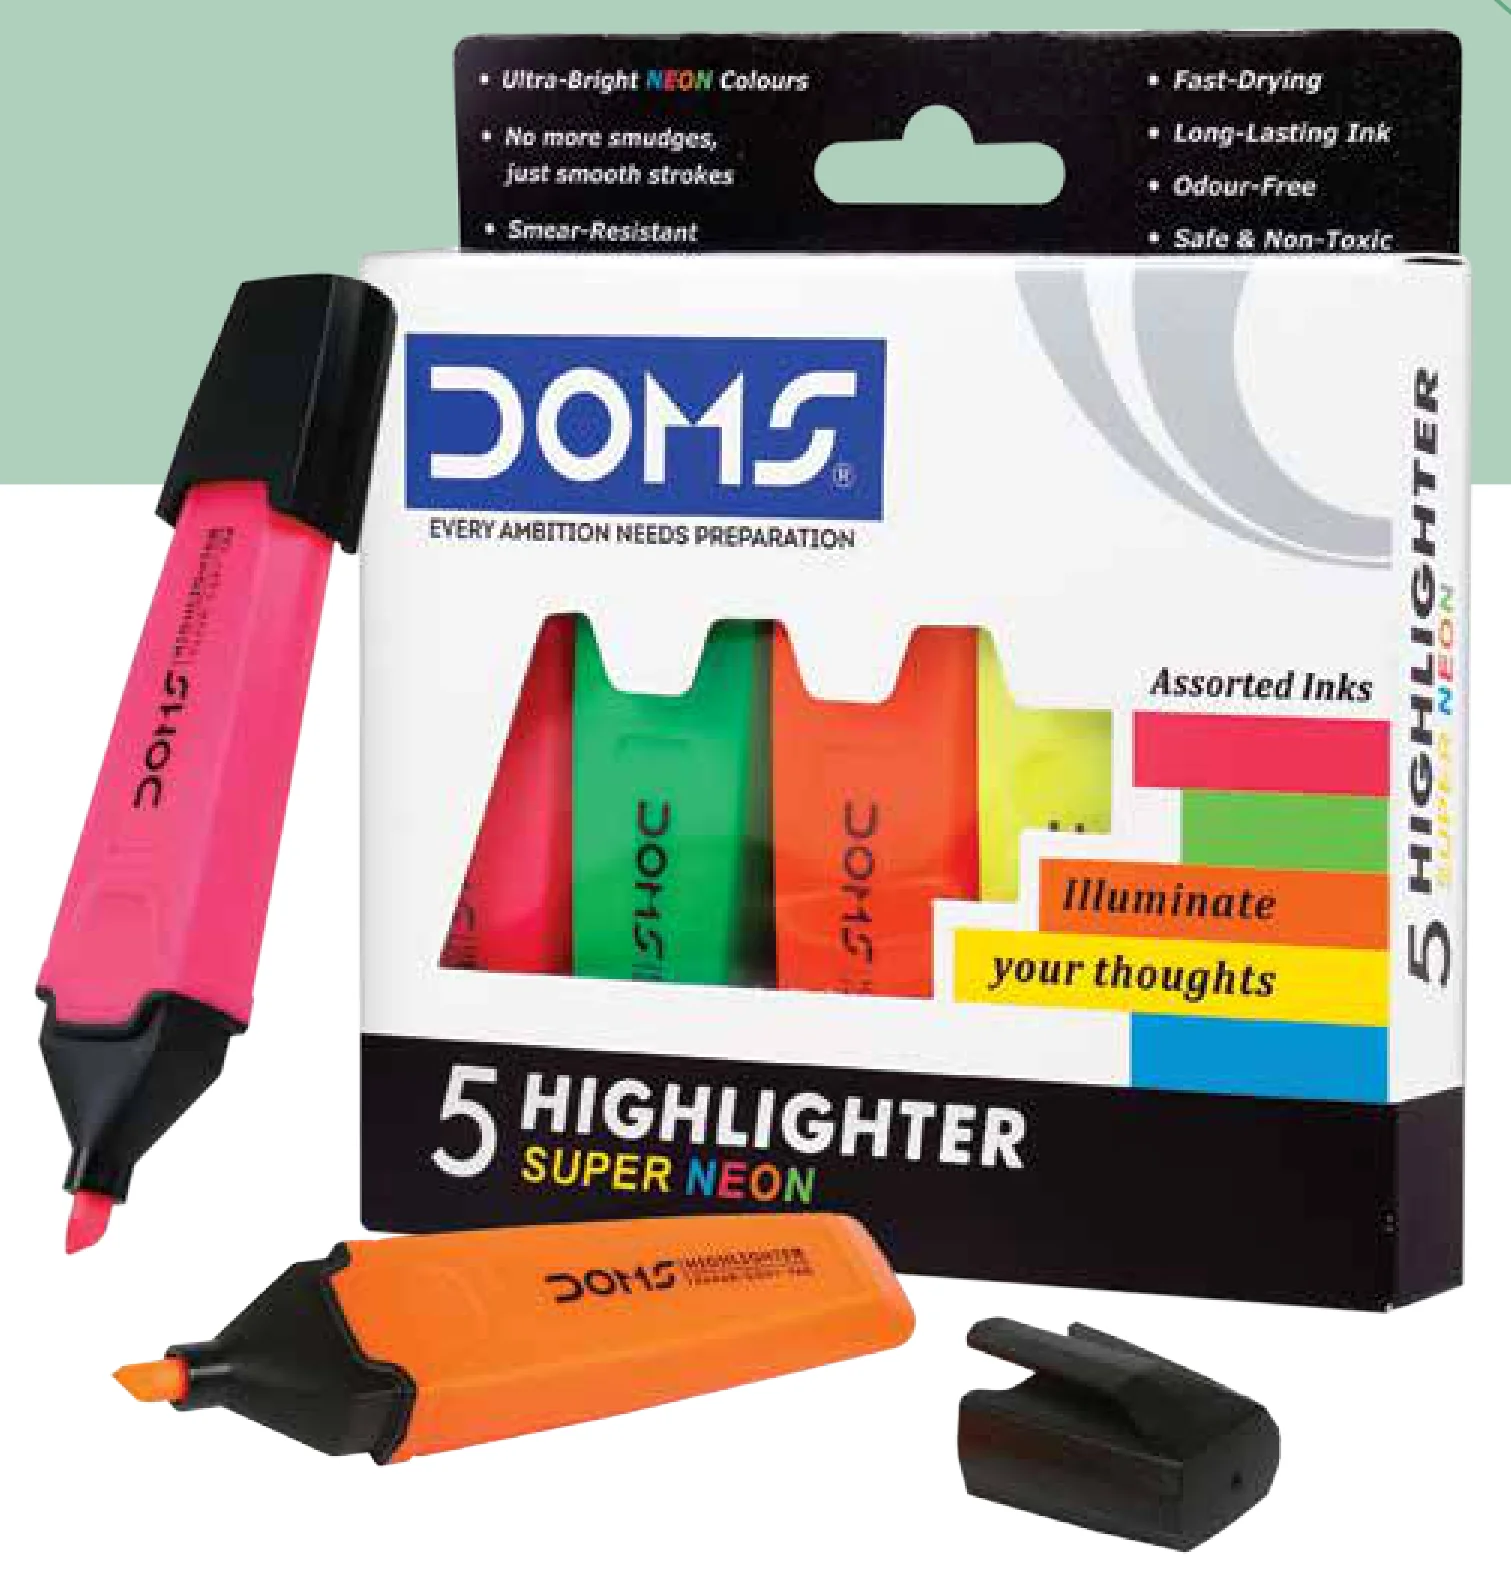 • Ultra-Bright NEON Colours
• No more smudges,
just smooth strokes
• Smear-Resistant
• Fast-Drying
• Long-Lasting Ink
• Odour-Free
• Safe & Non-Toxic
DOMS®
EVERY AMBITION NEEDS PREPARATION
Assorted Inks
Illuminate
your thoughts
5 HIGHLIGHTER
SUPER NEON
5 HIGHLIGHTER
SUPER NEON
DOMS
HIGHLIGHTER
DOMS
DOMS
DOMS
HIGHLIGHTER